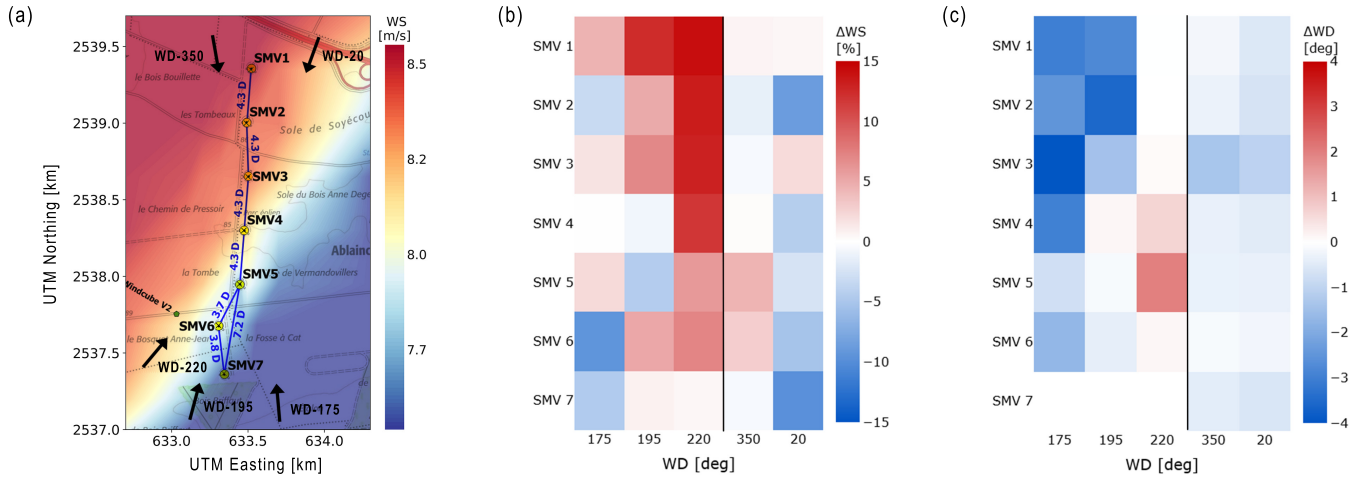 (a)
WS
[m/s]
2539.5
2539.0
2538.5
2538.0
2537.5
2537.0
UTM Northing [km]
633.0
633.5
634.0
UTM Easting [km]
8.5
8.2
8.0
7.7
WD-350
WD-20
SMV1
le Bois Bouillette
4.3 D
les Tombeaux
SMV2
Sole de Soyécou
4.3 D
SMV3
Sole du Bois Anne Dege
4.3 D
le Chemin de Pressoir
SMV4
Ablainc
4.3 D
la Tombe
de Vermandovillers
SMV5
Windcube V2
3.7 D
7.2 D
SMV6
le Bosquet Anne-Jean
la Fosse à Cat
3.8 D
WD-220
SMV7
WD-195
WD-175
(b)
ΔWS
[%]
SMV 1
SMV 2
SMV 3
SMV 4
SMV 5
SMV 6
SMV 7
175
195
220
350
20
WD [deg]
15
10
5
0
−5
−10
−15
(c)
ΔWD
[deg]
SMV 1
SMV 2
SMV 3
SMV 4
SMV 5
SMV 6
SMV 7
175
195
220
350
20
WD [deg]
4
3
2
1
0
−1
−2
−3
−4